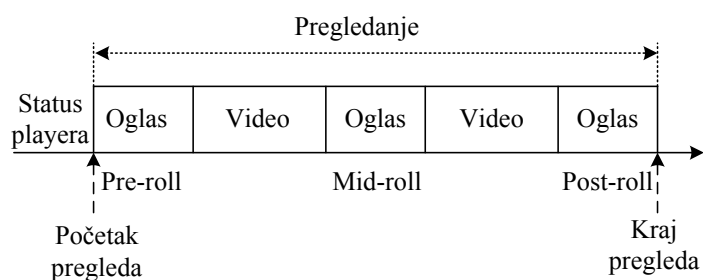 Pregledanje
Status
playera
Oglas Video Oglas Video Oglas
Pre-roll Mid-roll Post-roll
Početak
pregleda
Kraj
pregleda